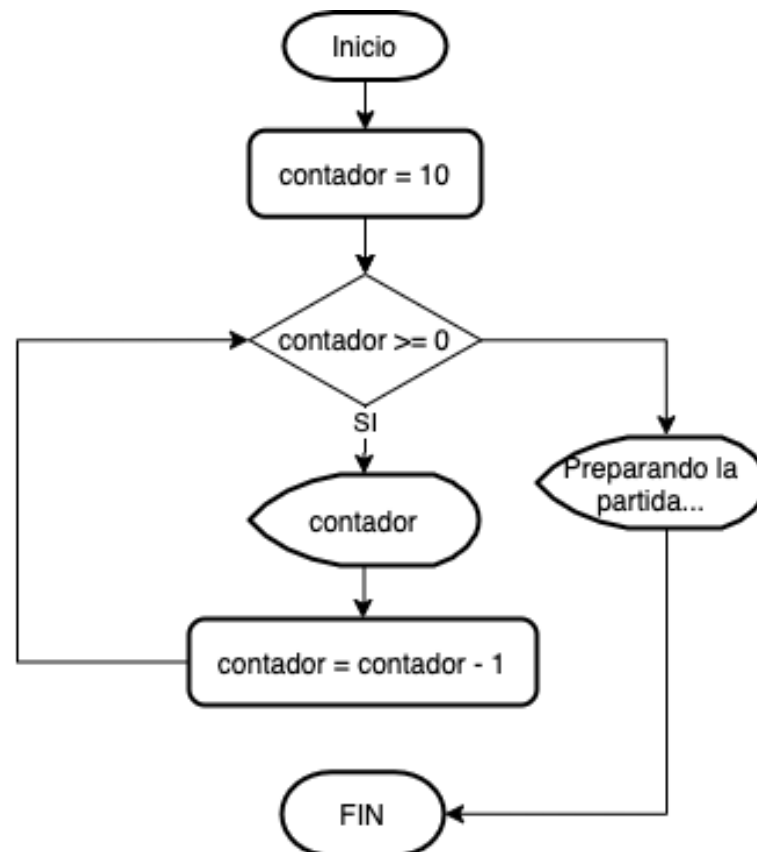 Inicio
contador = 10
contador >= 0
SI
Preparando la
partida...
contador
contador = contador - 1
FIN